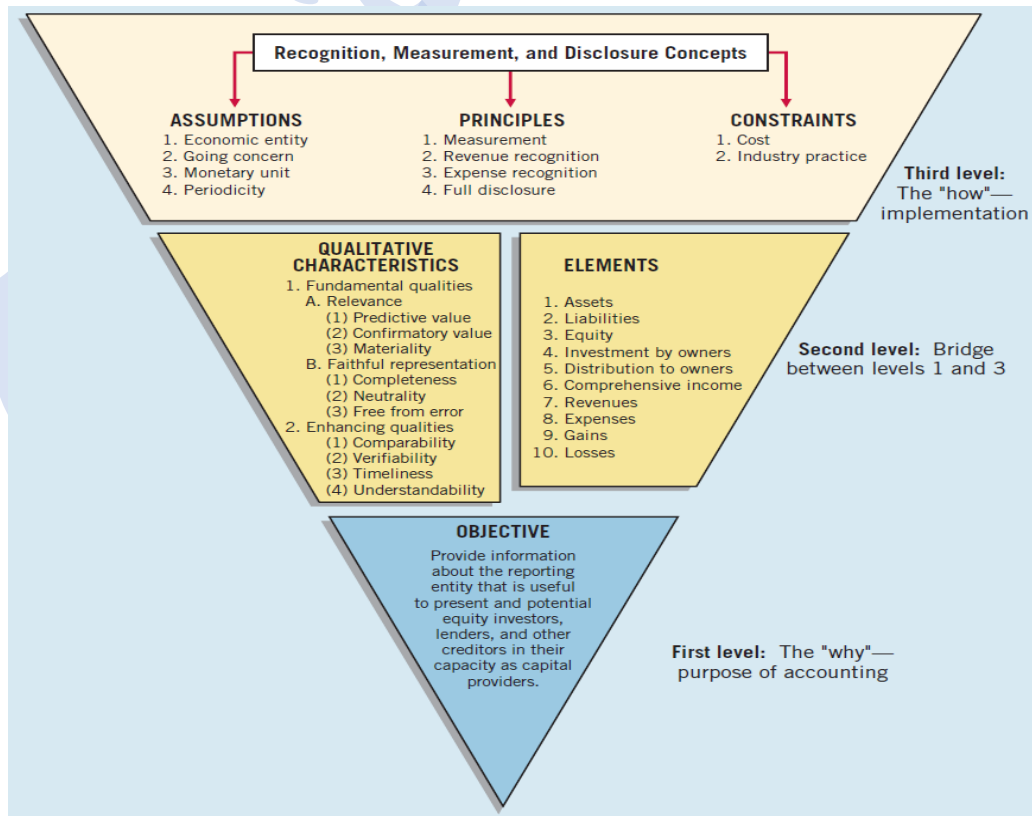 Recognition, Measurement, and Disclosure Concepts
ASSUMPTIONS
1. Economic entity
2. Going concern
3. Monetary unit
4. Periodicity
PRINCIPLES
1. Measurement
2. Revenue recognition
3. Expense recognition
4. Full disclosure
CONSTRAINTS
1. Cost
2. Industry practice
Third level:
The "how"—
implementation
QUALITATIVE
CHARACTERISTICS
1. Fundamental qualities
A. Relevance
(1) Predictive value
(2) Confirmatory value
(3) Materiality
B. Faithful representation
(1) Completeness
(2) Neutrality
(3) Free from error
2. Enhancing qualities
(1) Comparability
(2) Verifiability
(3) Timeliness
(4) Understandability
ELEMENTS
1. Assets
2. Liabilities
3. Equity
4. Investment by owners
5. Distribution to owners
6. Comprehensive income
7. Revenues
8. Expenses
9. Gains
10. Losses
Second level: Bridge
between levels 1 and 3
OBJECTIVE
Provide information
about the reporting
entity that is useful
to present and potential
equity investors,
lenders, and other
creditors in their
capacity as capital
providers.
First level: The "why"—
purpose of accounting